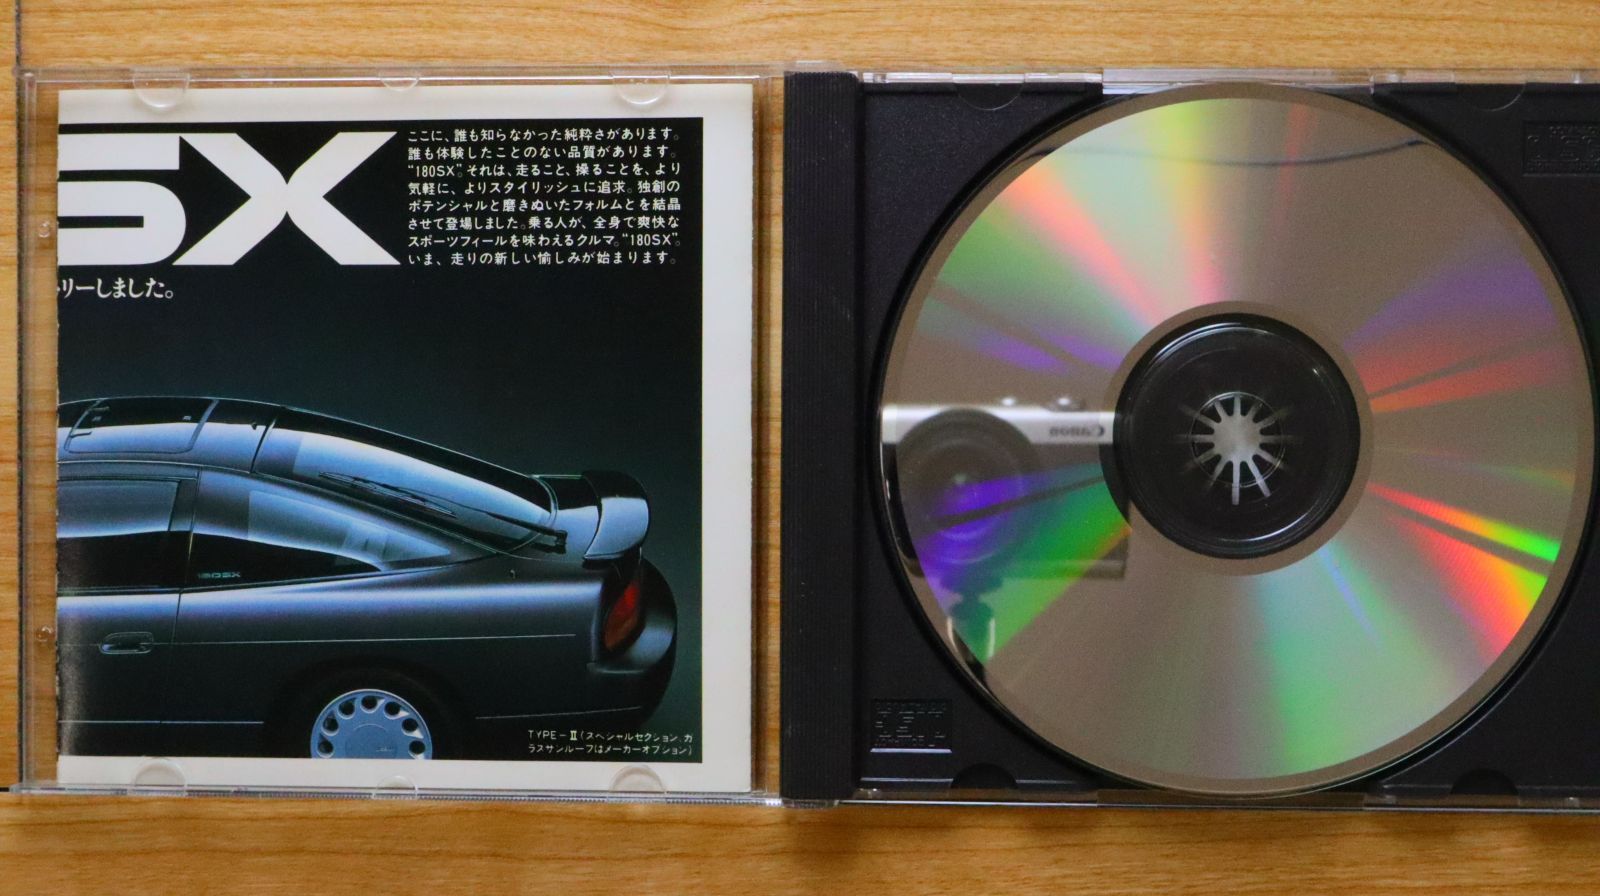 SX
ここに、誰も知らなかった純粋さがあります。
誰も体験したことのない品質があります。
“180SX”。それは、走ること、操ることを、より
気軽に、よりスタイリッシュに追求。独創の
ポテンシャルと磨きぬいたフォルムとを結晶
させて登場しました。乗る人が、全身で爽快な
スポーツフィールを味わえるクルマ。“180SX”。
いま、走りの新しい愉しみが始まります。
リーしました。
180SX
TYPE-II(スペシャルセクション、ガ
ラスサンルーフはメーカーオプション)
Canon
COMPACT
disc